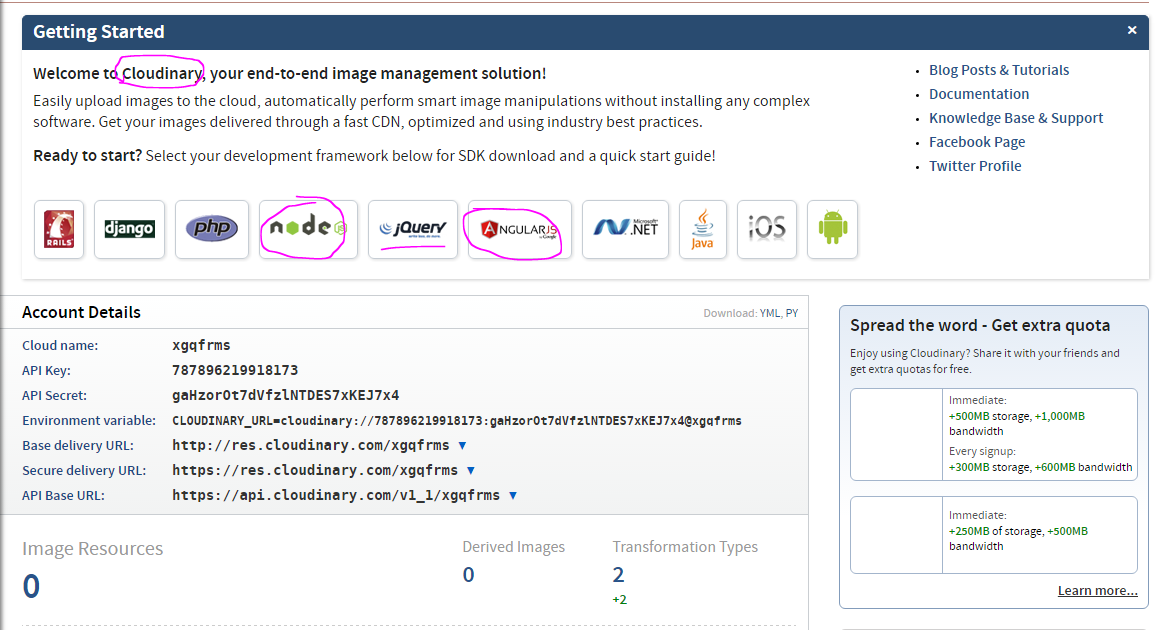 Getting Started
×
Welcome to Cloudinary, your end-to-end image management solution!
Easily upload images to the cloud, automatically perform smart image manipulations without installing any complex
software. Get your images delivered through a fast CDN, optimized and using industry best practices.
Ready to start? Select your development framework below for SDK download and a quick start guide!
• Blog Posts & Tutorials
• Documentation
• Knowledge Base & Support
• Facebook Page
• Twitter Profile
RAILS
django
php
node JS
jQuery
ANGULARJS
by Google
Microsoft
.NET
Java
iOS
Account Details
Download: YML, PY
Cloud name: xgqfrms
API Key: 787896219918173
API Secret: gaHzorOt7dVfzlNTDES7xKEJ7x4
Environment variable: CLOUDINARY_URL=cloudinary://787896219918173:gaHzorOt7dVfzlNTDES7xKEJ7x4@xgqfrms
Base delivery URL: http://res.cloudinary.com/xgqfrms ▼
Secure delivery URL: https://res.cloudinary.com/xgqfrms ▼
API Base URL: https://api.cloudinary.com/v1_1/xgqfrms ▼
Image Resources
0
Derived Images
0
Transformation Types
2
+2
Spread the word - Get extra quota
Enjoy using Cloudinary? Share it with your friends and
get extra quotas for free.
Immediate:
+500MB storage, +1,000MB
bandwidth
Every signup:
+300MB storage, +600MB bandwidth
Immediate:
+250MB of storage, +500MB
bandwidth
Learn more...